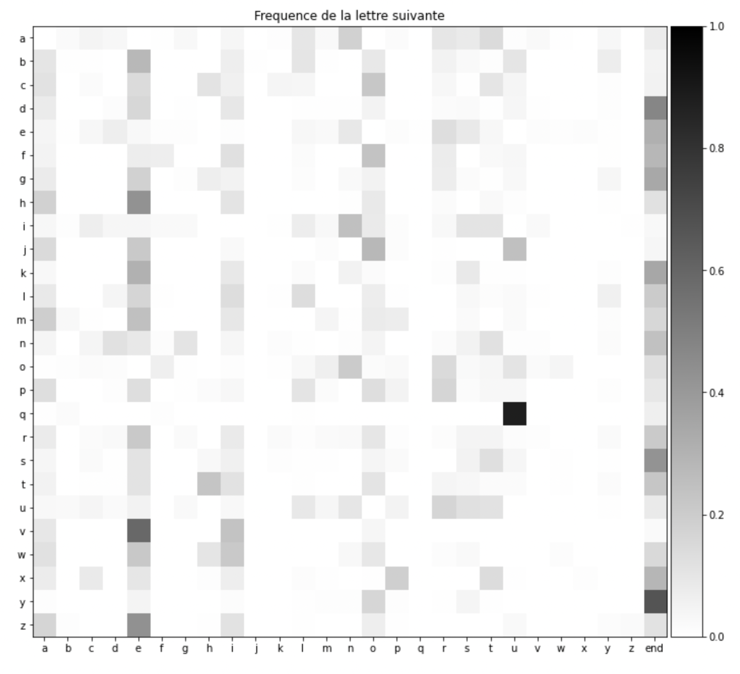 Frequence de la lettre suivante
a
b
c
d
e
f
g
h
i
j
k
l
m
n
o
p
q
r
s
t
u
v
w
x
y
z
a b c d e f g h i j k l m n o p q r s t u v w x y z end
1.0
0.8
0.6
0.4
0.2
0.0